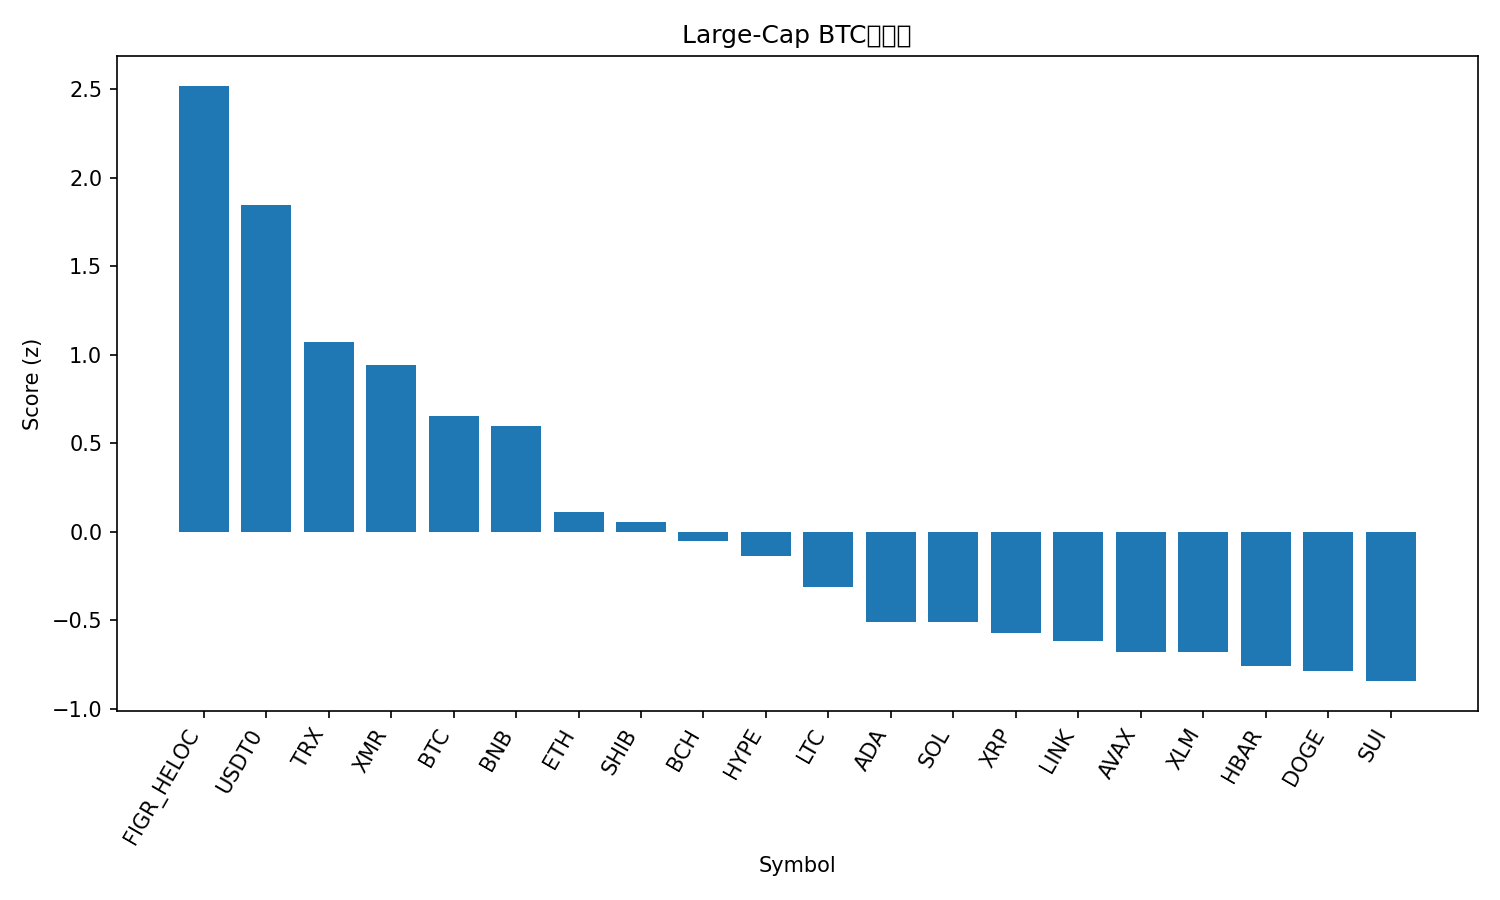 Large-Cap BTC
Score (z)
2.5
2.0
1.5
1.0
0.5
0.0
−0.5
−1.0
FIGR_HELOC
USDT0
TRX
XMR
BTC
BNB
ETH
SHIB
BCH
HYPE
LTC
ADA
SOL
XRP
LINK
AVAX
XLM
HBAR
DOGE
SUI
Symbol